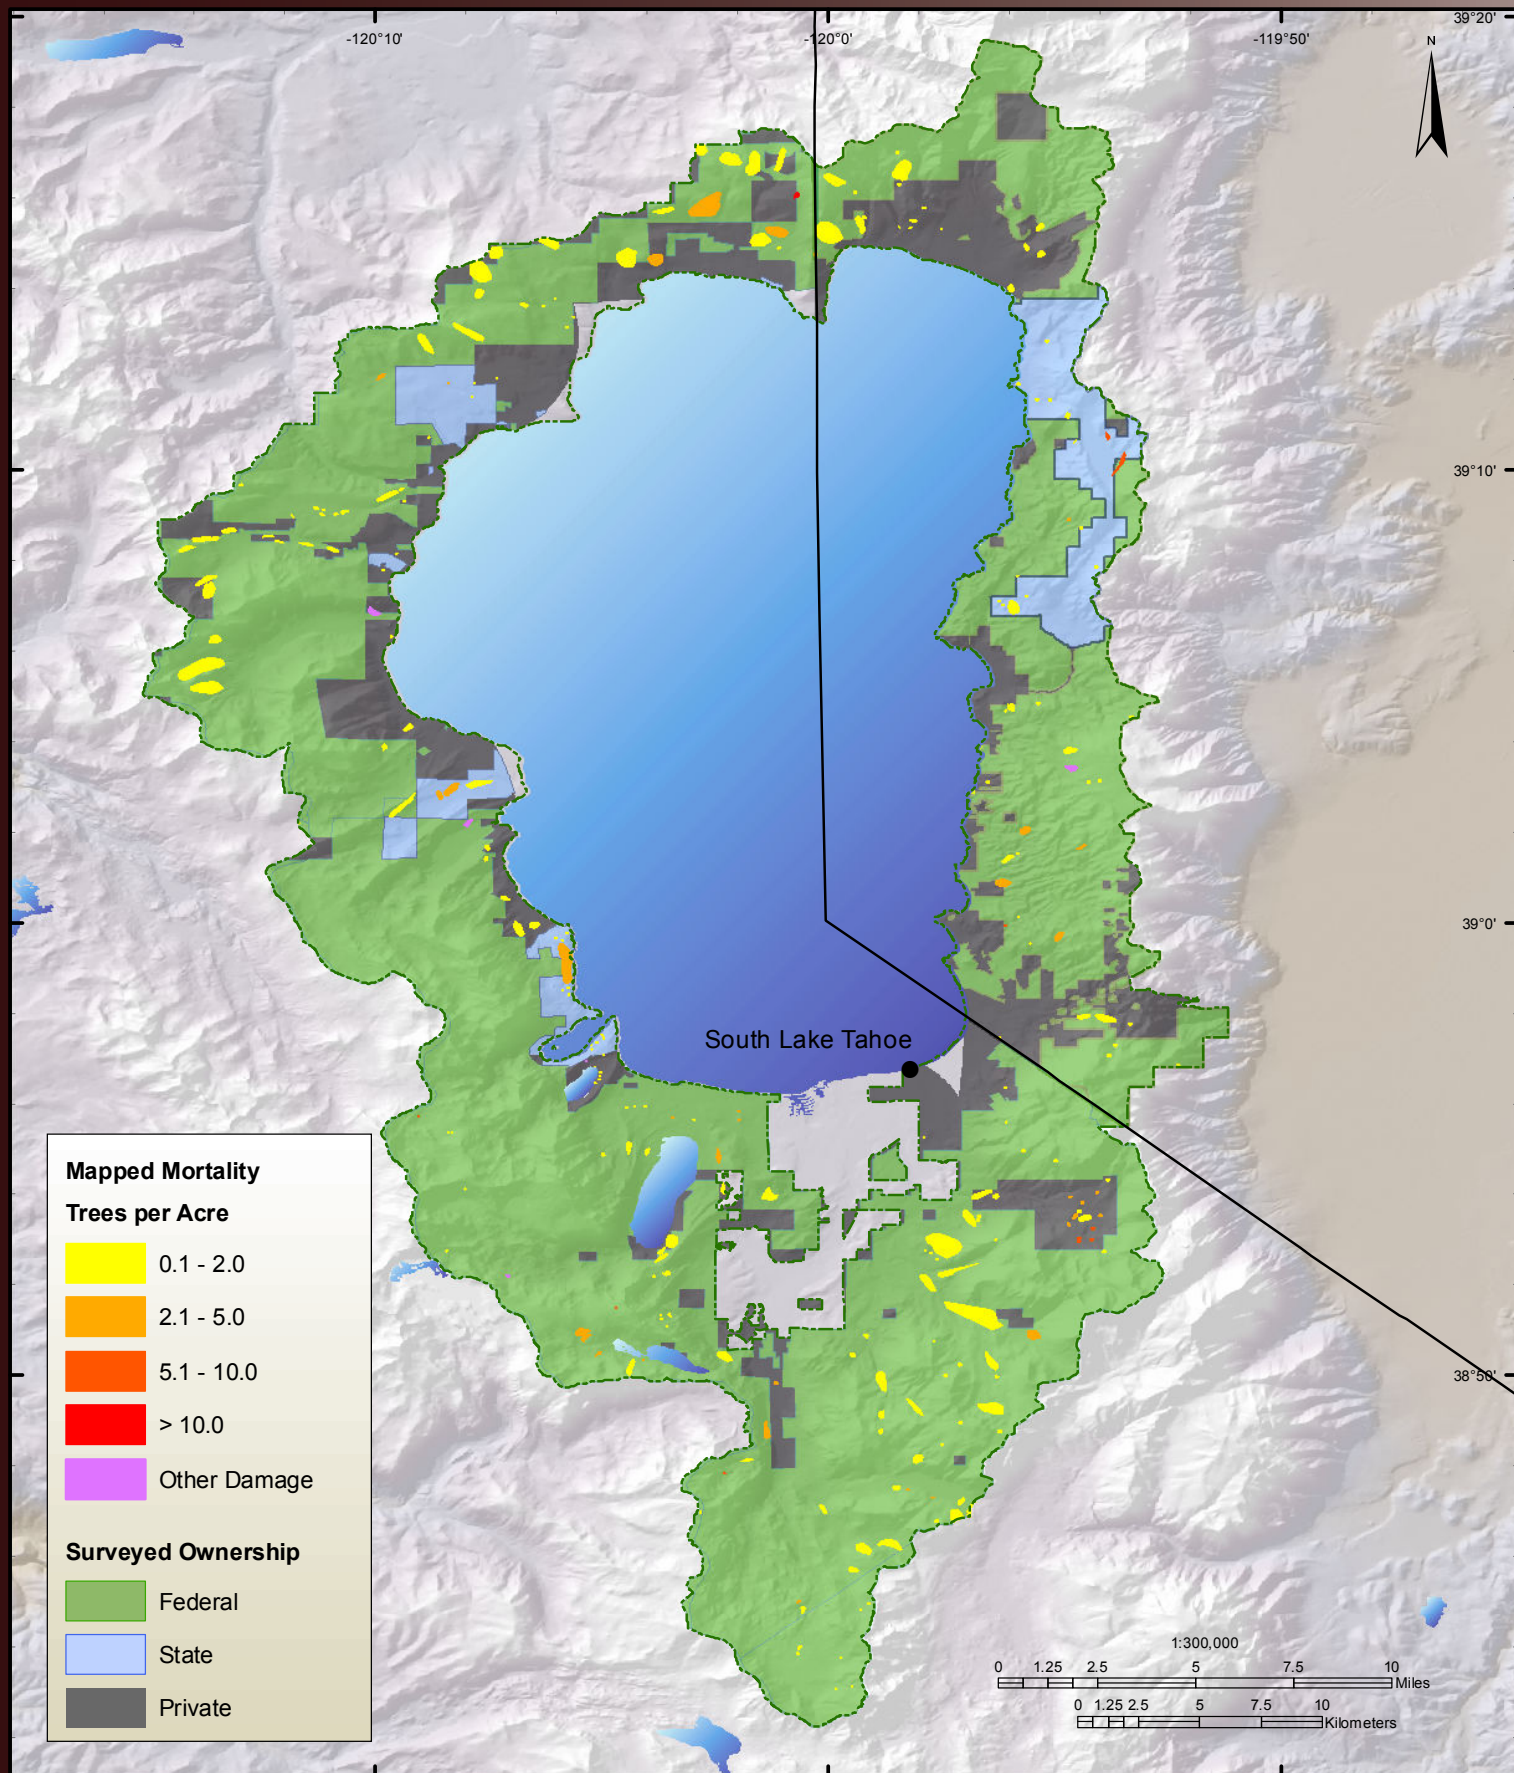 39°20'
-120°10'
-120°0'
-119°50'
N
39°10'
39°0'
South Lake Tahoe
38°50'
Mapped Mortality
Trees per Acre
0.1 - 2.0
2.1 - 5.0
5.1 - 10.0
> 10.0
Other Damage
Surveyed Ownership
Federal
State
Private
1:300,000
0 1.25 2.5 5 7.5 10
Miles
0 1.25 2.5 5 7.5 10
Kilometers